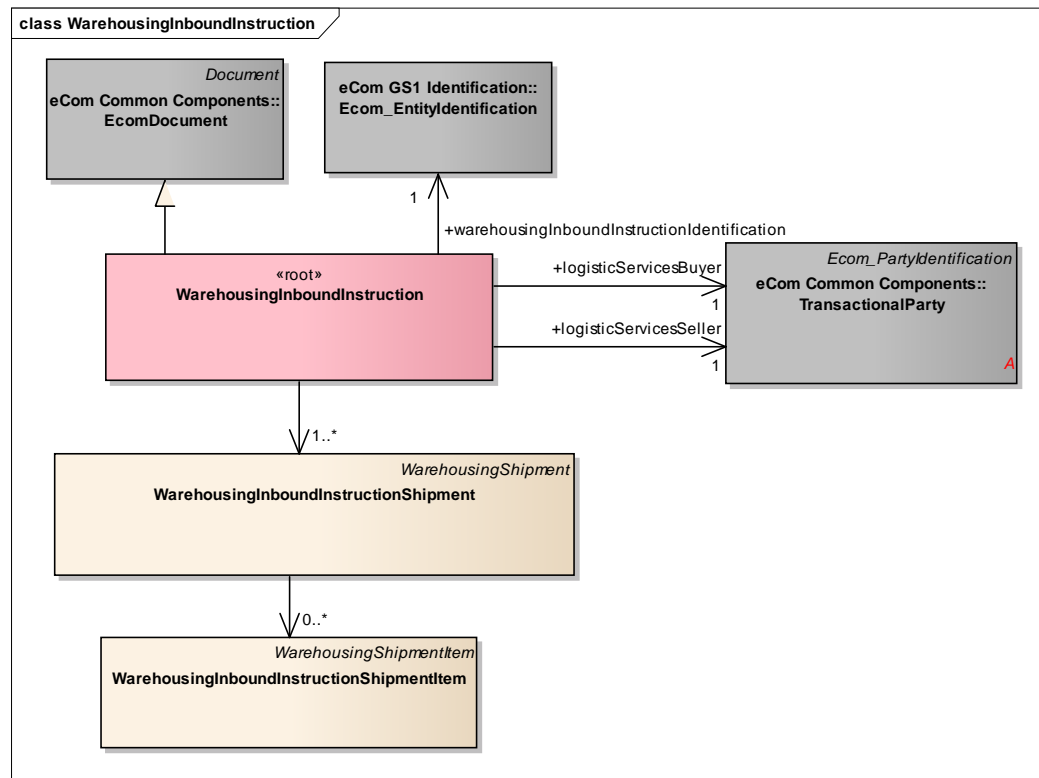 class WarehousingInboundInstruction
Document
eCom Common Components::
EcomDocument
eCom GS1 Identification::
Ecom_EntityIdentification
1
+warehousingInboundInstructionIdentification
«root»
WarehousingInboundInstruction
+logisticServicesBuyer
1
+logisticServicesSeller
1
Ecom_PartyIdentification
eCom Common Components::
TransactionalParty
A
1..*
WarehousingShipment
WarehousingInboundInstructionShipment
0..*
WarehousingShipmentItem
WarehousingInboundInstructionShipmentItem